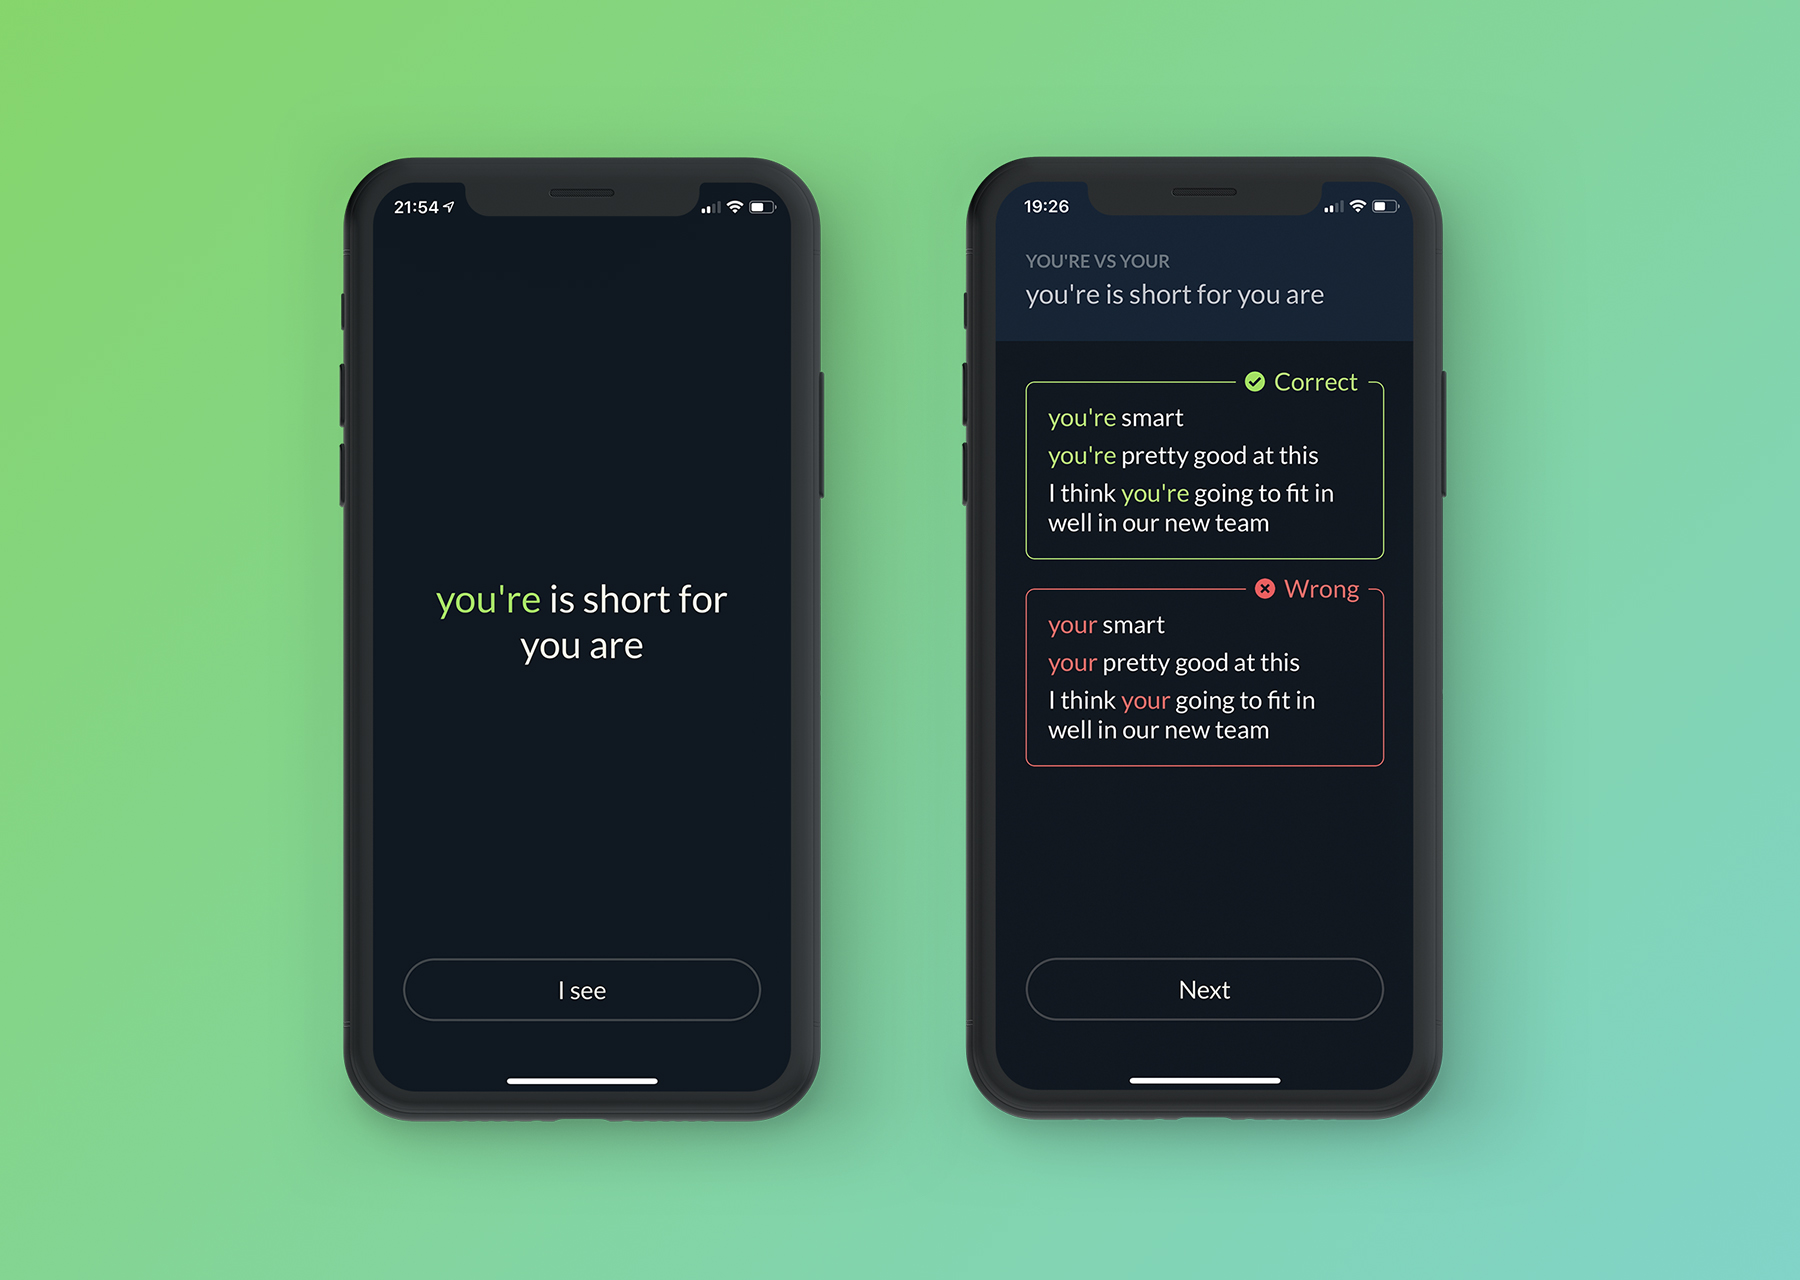 21:54
you're is short for
you are
I see
19:26
YOU'RE VS YOUR
you're is short for you are
Correct
you're smart
you're pretty good at this
I think you're going to fit in
well in our new team
Wrong
your smart
your pretty good at this
I think your going to fit in
well in our new team
Next